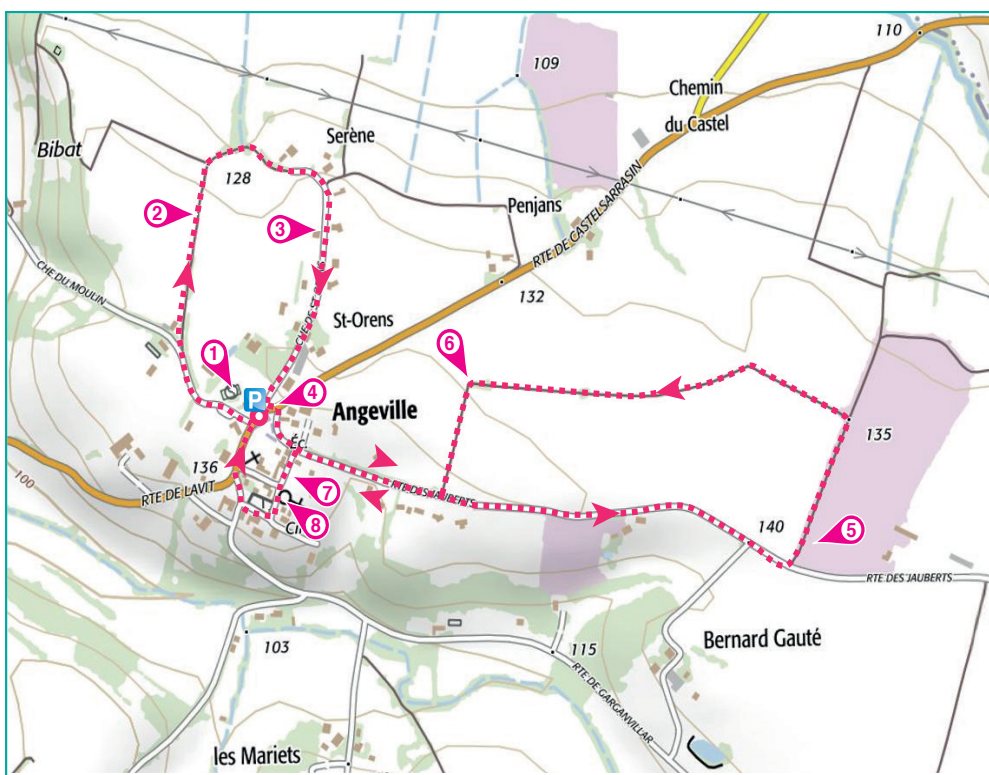 110
109
Chemin
du Castel
Serène
Bibat
128
2
3
Penjans
RTE DE CASTELSARRASIN
CHE DU MOULIN
132
St-Orens
1
6
P
4
Angeville
135
Éc.
136
RTE DE LAVIT
100
7
RTE DES JAUBERTS
8
140
5
RTE DES JAUBERTS
Bernard Gauté
103
115
RTE DE GARGANVILLAR
les Mariets